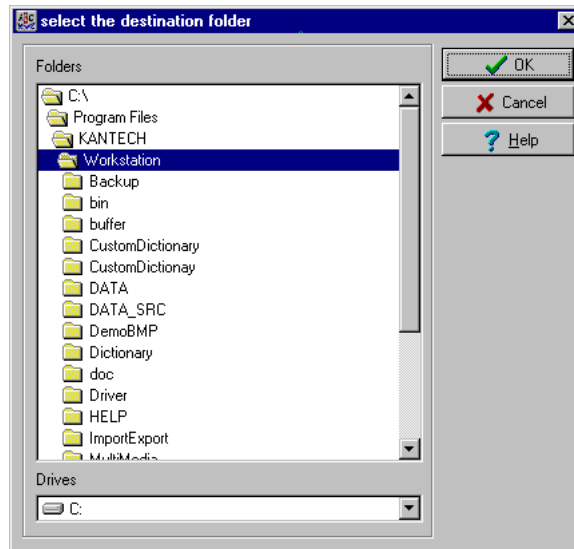 select the destination folder
Folders
C:\
Program Files
KANTECH
Workstation
Backup
bin
buffer
CustomDictionary
CustomDictionay
DATA
DATA_SRC
DemoBMP
Dictionary
doc
Driver
HELP
ImportExport
MultiMedia
Drives
C:
OK
Cancel
Help